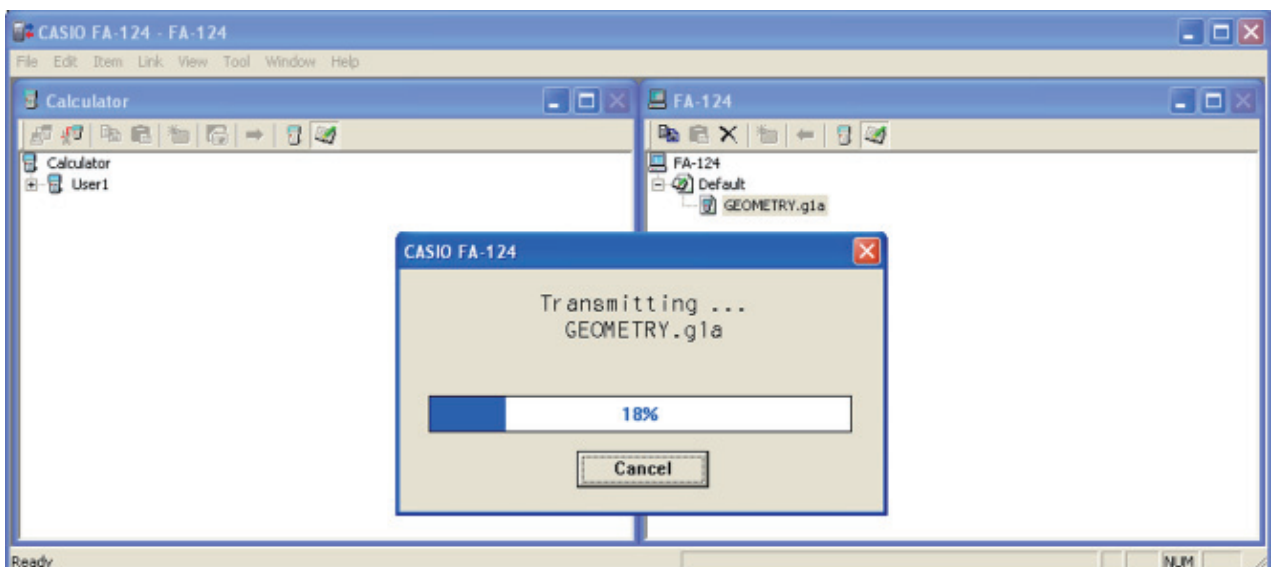 CASIO FA-124 - FA-124
File Edit Item Link View Tool Window Help
Calculator
FA-124
Calculator
User1
FA-124
Default
GEOMETRY.g1a
CASIO FA-124
Transmitting ...
GEOMETRY.g1a
18%
Cancel
Ready
NUM